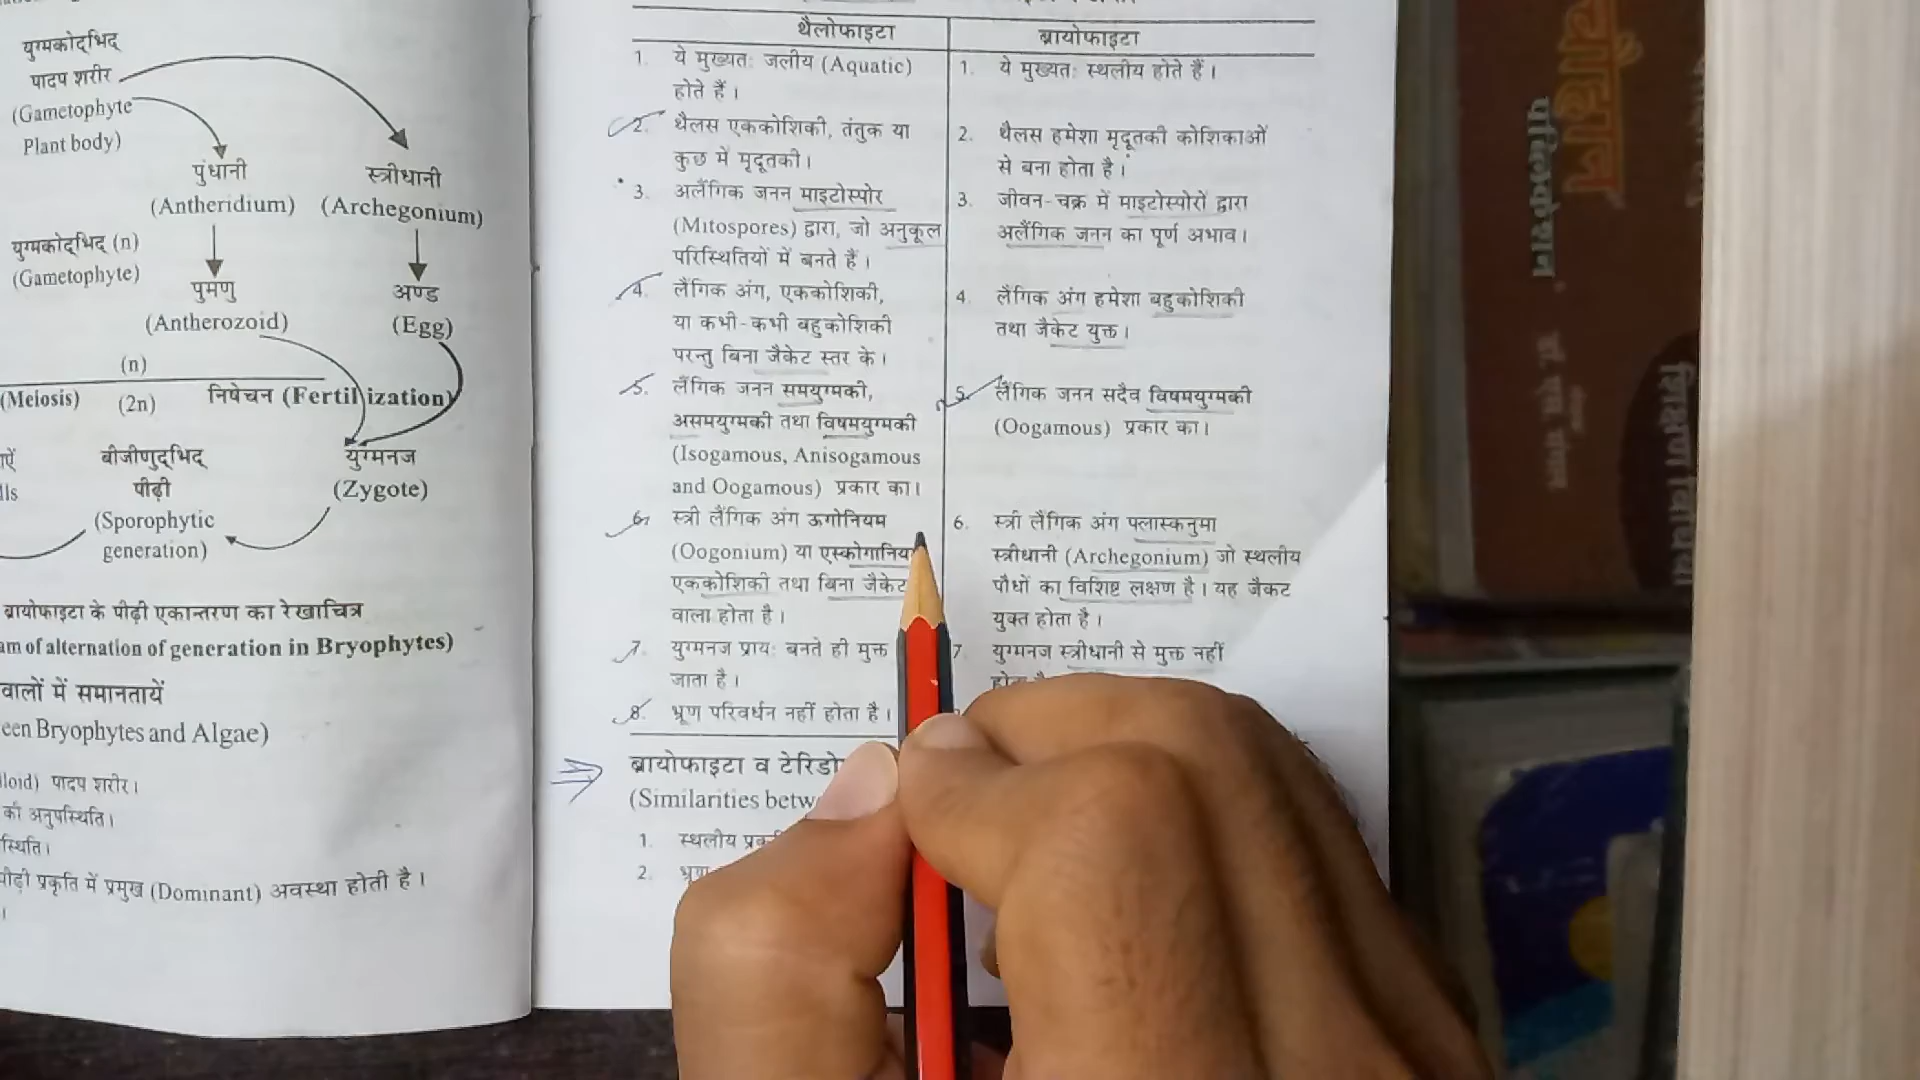 युग्मकोद्भिद्
पादप शरीर
(Gametophyte
Plant body)
पुंधानी
(Antheridium)
स्त्रीधानी
(Archegonium)
युग्मकोद्भिद् (n)
(Gametophyte)
पुमणु
(Antherozoid)
अण्ड
(Egg)
(n)
(Meiosis)
(2n)
निषेचन (Fertilization)
बीजीणुद्भिद्
पीढ़ी
(Sporophytic
generation)
युग्मनज
(Zygote)
ब्रायोफाइटा के पीढ़ी एकान्तरण का रेखाचित्र
am of alternation of generation in Bryophytes)
वालों में समानतायें
een Bryophytes and Algae)
lloid) पादप शरीर।
की अनुपस्थिति।
स्थिति।
पीढ़ी प्रकृति में प्रमुख (Dominant) अवस्था होती है।
थैलोफाइटा
1. ये मुख्यतः जलीय (Aquatic)
होते हैं।
2. थैलस एककोशिकी, तंतुक या
कुछ में मृदूतकी।
3. अलैंगिक जनन माइटोस्पोर
(Mitospores) द्वारा, जो अनुकूल
परिस्थितियों में बनते हैं।
4. लैंगिक अंग, एककोशिकी,
या कभी-कभी बहुकोशिकी
परन्तु बिना जैकेट स्तर के।
5. लैंगिक जनन समयुग्मकी,
असमयुग्मकी तथा विषमयुग्मकी
(Isogamous, Anisogamous
and Oogamous) प्रकार का।
6. स्त्री लैंगिक अंग ऊगोनियम
(Oogonium) या एस्कोगानिय
एककोशिकी तथा बिना जैकेट
वाला होता है।
7. युग्मनज प्रायः बनते ही मुक्त
जाता है।
8. भ्रूण परिवर्धन नहीं होता है।
ब्रायोफाइटा
1. ये मुख्यतः स्थलीय होते हैं।
2. थैलस हमेशा मृदूतकी कोशिकाओं
से बना होता है।
3. जीवन-चक्र में माइटोस्पोरों द्वारा
अलैंगिक जनन का पूर्ण अभाव।
4. लैंगिक अंग हमेशा बहुकोशिकी
तथा जैकेट युक्त।
5. लैंगिक जनन सदैव विषमयुग्मकी
(Oogamous) प्रकार का।
6. स्त्री लैंगिक अंग फ्लास्कनुमा
स्त्रीधानी (Archegonium) जो स्थलीय
पौधों का विशिष्ट लक्षण है। यह जैकट
युक्त होता है।
7. युग्मनज स्त्रीधानी से मुक्त नहीं
ब्रायोफाइटा व टेरिडो
(Similarities betw
1. स्थलीय
2. भ्रूण
चौहान
पब्लिकेशन